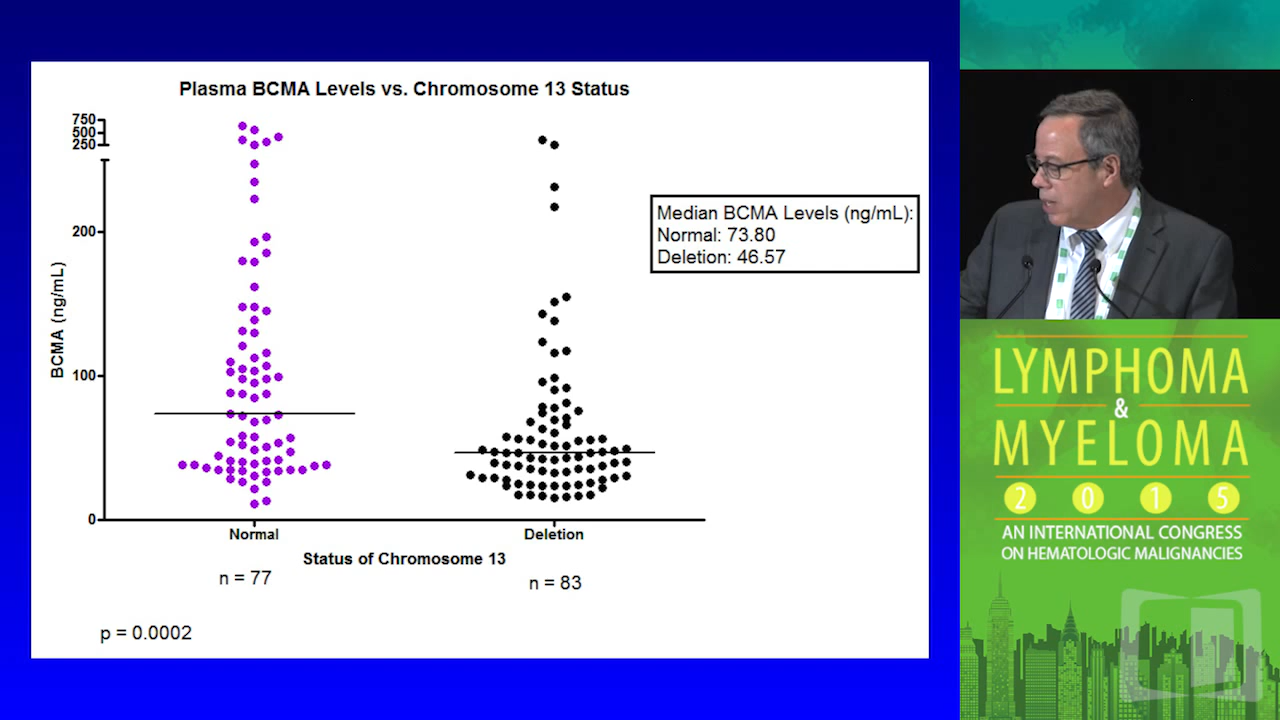 Plasma BCMA Levels vs. Chromosome 13 Status
750
500
250
200
100
0
BCMA (ng/mL)
Median BCMA Levels (ng/mL):
Normal: 73.80
Deletion: 46.57
Normal
Deletion
Status of Chromosome 13
n = 77
n = 83
p = 0.0002
LYMPHOMA
&
MYELOMA
2 0 1 5
AN INTERNATIONAL CONGRESS
ON HEMATOLOGIC MALIGNANCIES